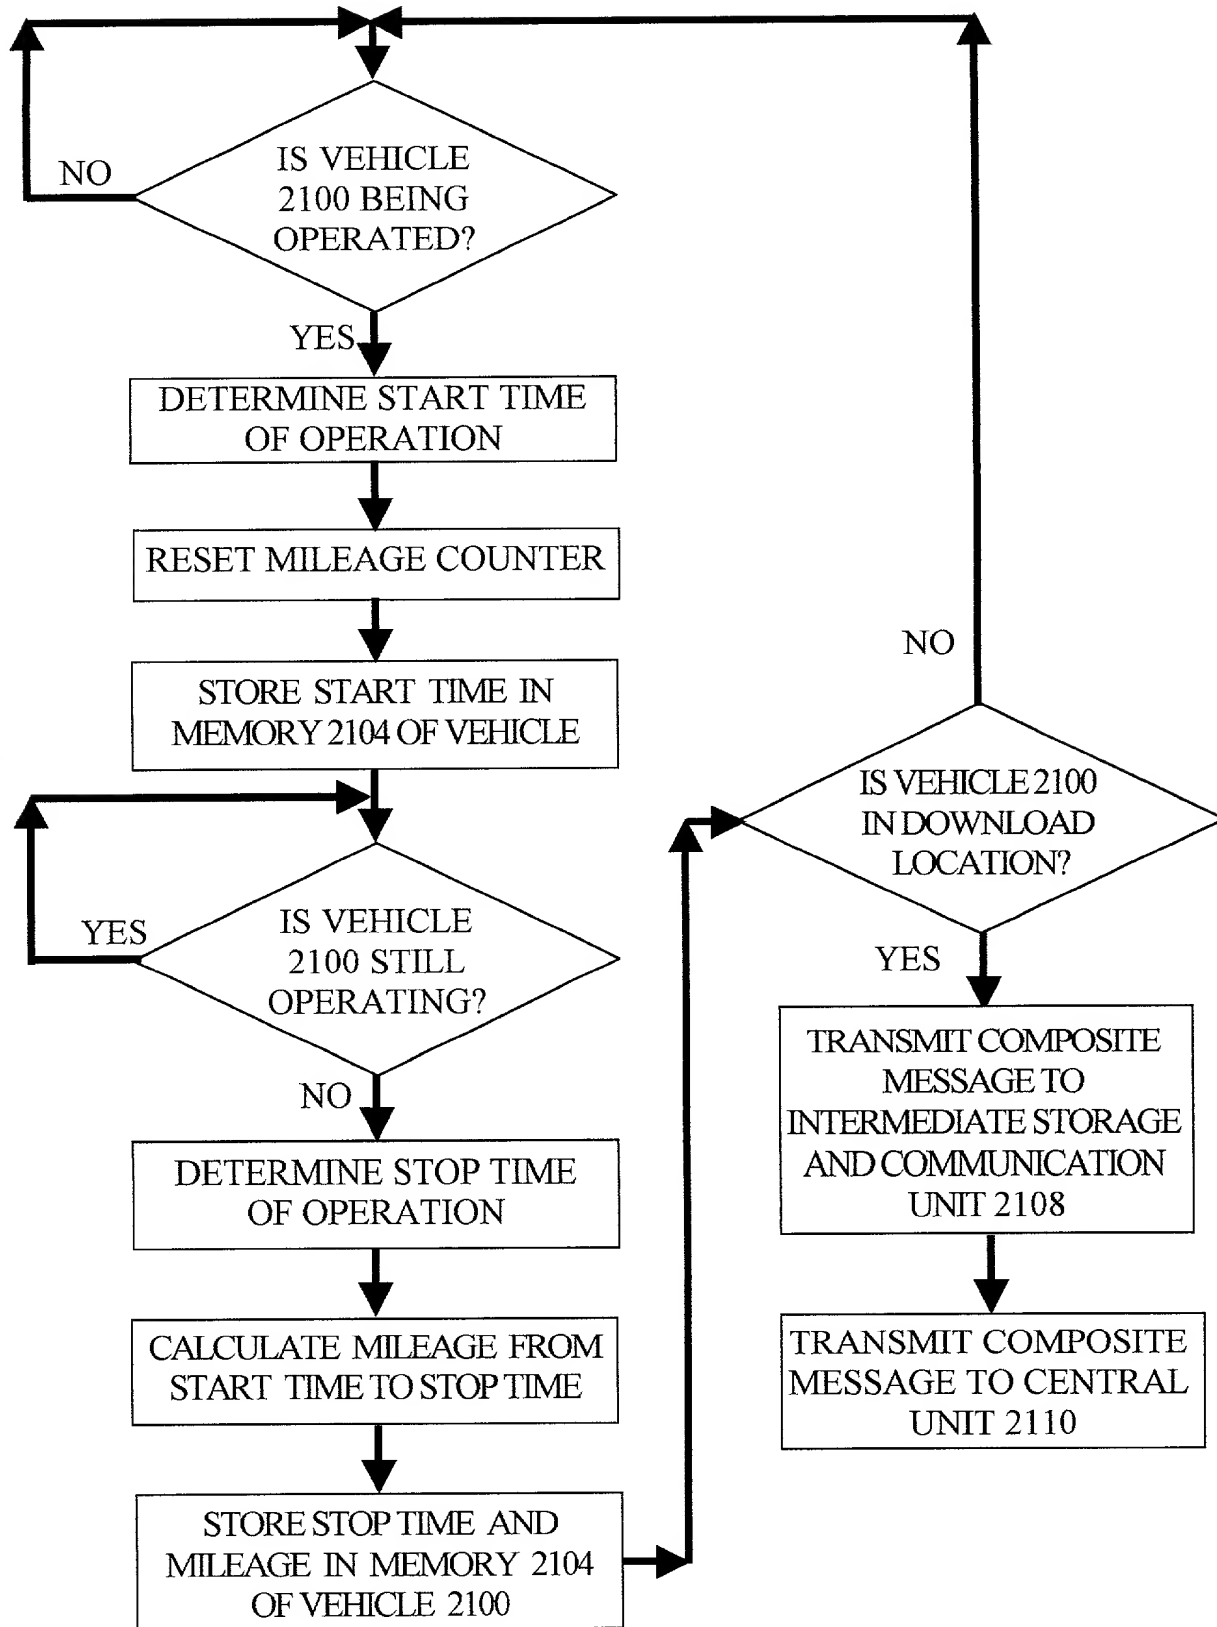 NO
IS VEHICLE
2100 BEING
OPERATED?
YES
DETERMINE START TIME
OF OPERATION
RESET MILEAGE COUNTER
STORE START TIME IN
MEMORY 2104 OF VEHICLE
YES
IS VEHICLE
2100 STILL
OPERATING?
NO
DETERMINE STOP TIME
OF OPERATION
CALCULATE MILEAGE FROM
START TIME TO STOP TIME
STORE STOP TIME AND
MILEAGE IN MEMORY 2104
OF VEHICLE 2100
NO
IS VEHICLE 2100
IN DOWNLOAD
LOCATION?
YES
TRANSMIT COMPOSITE
MESSAGE TO
INTERMEDIATE STORAGE
AND COMMUNICATION
UNIT 2108
TRANSMIT COMPOSITE
MESSAGE TO CENTRAL
UNIT 2110